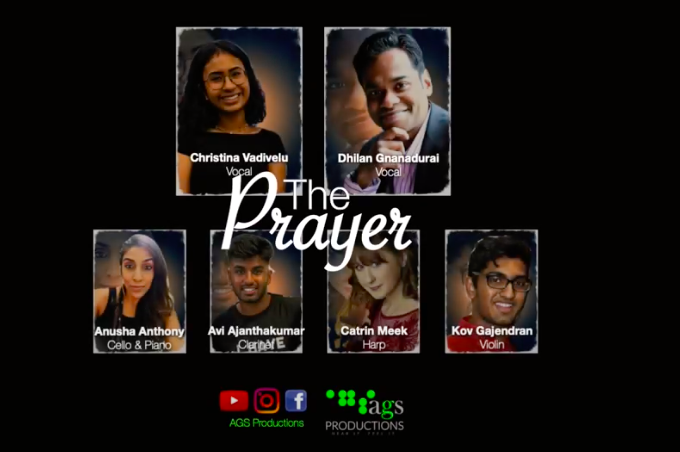 Christina Vadivelu
Vocal
Dhilan Gnanadurai
Vocal
The
Prayer
Anusha Anthony
Cello & Piano
Avi Ajanthakumar
Clarinet
Catrin Meek
Harp
Kov Gajendran
Violin
AGS Productions
ags
PRODUCTIONS